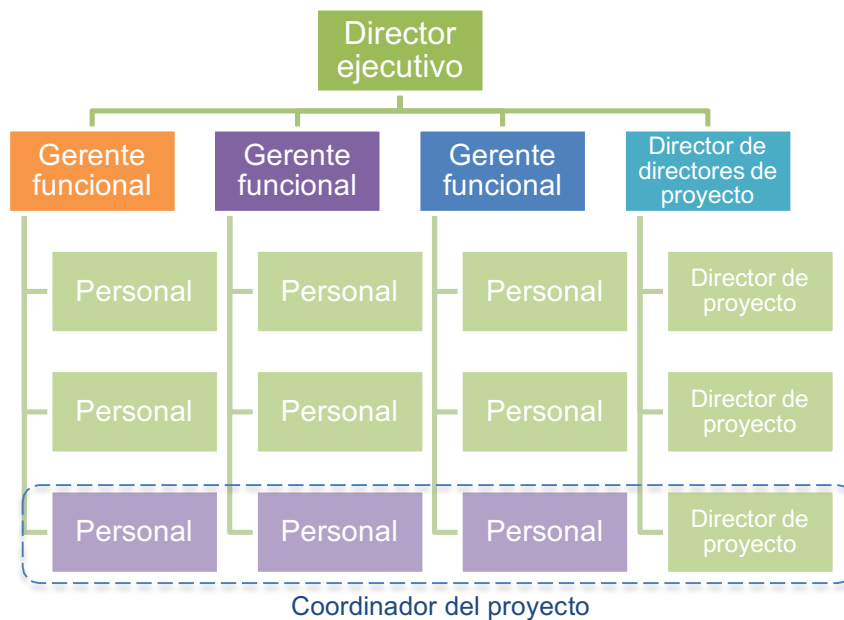 Director
ejecutivo
Gerente
funcional
Gerente
funcional
Gerente
funcional
Director de
directores de
proyecto
Personal
Personal
Personal
Director de
proyecto
Personal
Personal
Personal
Director de
proyecto
Personal
Personal
Personal
Director de
proyecto
Coordinador del proyecto